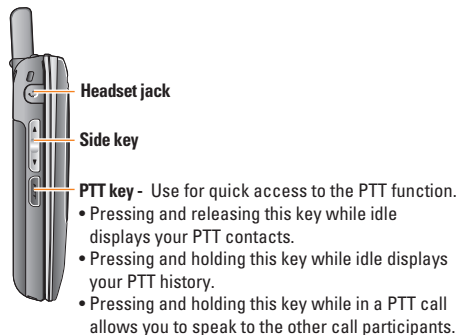 Headset jack
Side key
PTT key - Use for quick access to the PTT function.
• Pressing and releasing this key while idle
displays your PTT contacts.
• Pressing and holding this key while idle displays
your PTT history.
• Pressing and holding this key while in a PTT call
allows you to speak to the other call participants.